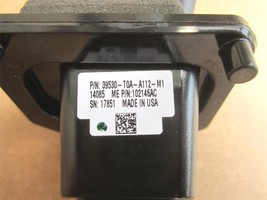 P/N: 39530-T0A-A112-M1
14085 ME P/N:102146AC
SN: 17851 MADE IN USA